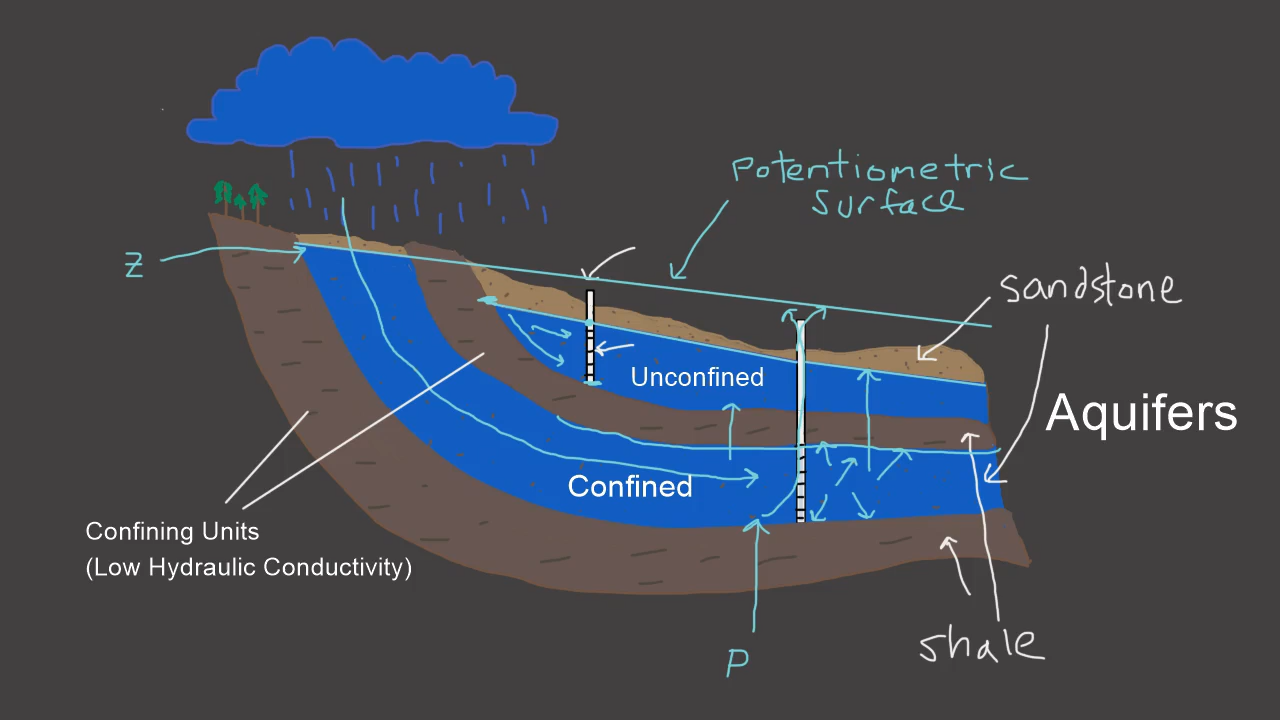 Potentiometric
Surface
Z
sandstone
Unconfined
Aquifers
Confined
Confining Units
(Low Hydraulic Conductivity)
shale
P